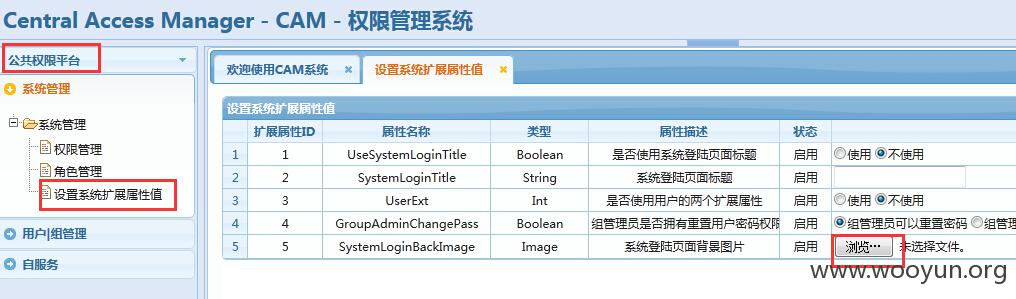 Central Access Manager - CAM - 权限管理系统
公共权限平台
系统管理
系统管理
权限管理
角色管理
设置系统扩展属性值
用户|组管理
自服务
欢迎使用CAM系统 × 设置系统扩展属性值 ×
设置系统扩展属性值
扩展属性ID 属性名称 类型 属性描述 状态
1 1 UseSystemLoginTitle Boolean 是否使用系统登陆页面标题 启用 使用 不使用
2 2 SystemLoginTitle String 系统登陆页面标题 启用
3 3 UserExt Int 是否使用用户的两个扩展属性 启用 使用 不使用
4 4 GroupAdminChangePass Boolean 组管理员是否拥有重置用户密码权限 启用 组管理员可以重置密码 组管理
5 5 SystemLoginBackImage Image 系统登陆页面背景图片 启用 浏览… 未选择文件。
www.wooyun.org